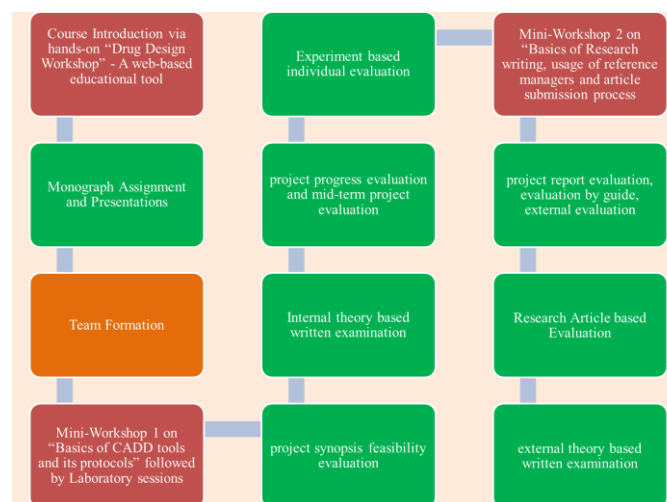 Course Introduction via
hands-on “Drug Design
Workshop” - A web-based
educational tool
Monograph Assignment
and Presentations
Team Formation
Mini-Workshop 1 on
“Basics of CADD tools
and its protocols” followed
by Laboratory sessions
project synopsis feasibility
evaluation
Internal theory based
written examination
project progress evaluation
and mid-term project
evaluation
Experiment based
individual evaluation
Mini-Workshop 2 on
“Basics of Research
writing, usage of reference
managers and article
submission process
project report evaluation,
evaluation by guide,
external evaluation
Research Article based
Evaluation
external theory based
written examination